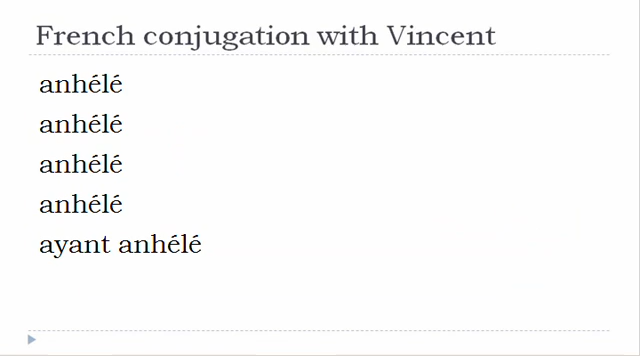 French conjugation with Vincent
anhélé
anhélé
anhélé
anhélé
ayant anhélé